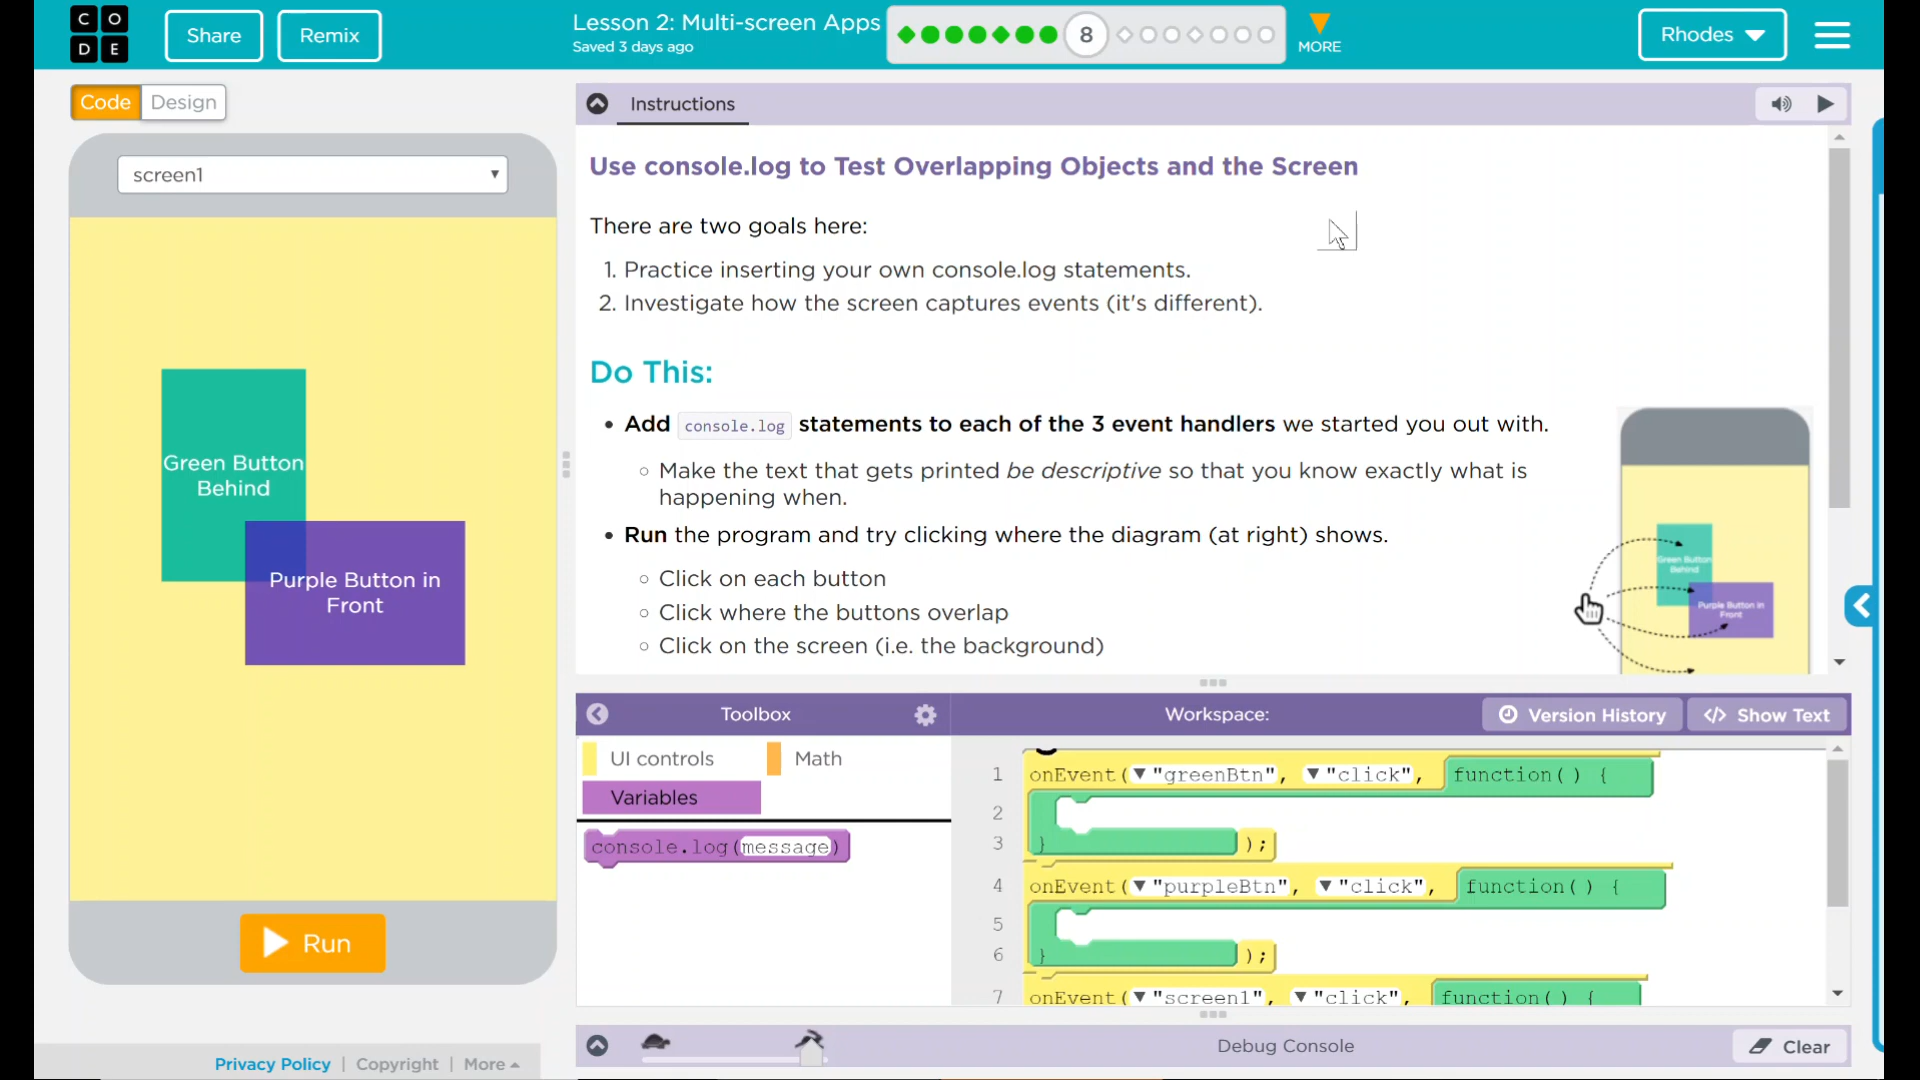 CODE
Share
Remix
Lesson 2: Multi-screen Apps
Saved 3 days ago
8
MORE
Rhodes
Code
Design
screen1
Green Button
Behind
Purple Button in
Front
Run
Instructions
Use console.log to Test Overlapping Objects and the Screen
There are two goals here:
1. Practice inserting your own console.log statements.
2. Investigate how the screen captures events (it's different).
Do This:
Add console.log statements to each of the 3 event handlers we started you out with.
Make the text that gets printed be descriptive so that you know exactly what is
happening when.
Run the program and try clicking where the diagram (at right) shows.
Click on each button
Click where the buttons overlap
Click on the screen (i.e. the background)
Green Button
Behind
Purple Button in
Front
Toolbox
Workspace:
Version History
</> Show Text
UI controls
Math
Variables
console.log(message)
1 onEvent(▼"greenBtn", ▼"click", function() {
2
3 } );
4 onEvent(▼"purpleBtn", ▼"click", function() {
5
6 } );
7 onEvent(▼"screen1", ▼"click", function() {
Debug Console
Clear
Privacy Policy | Copyright | More